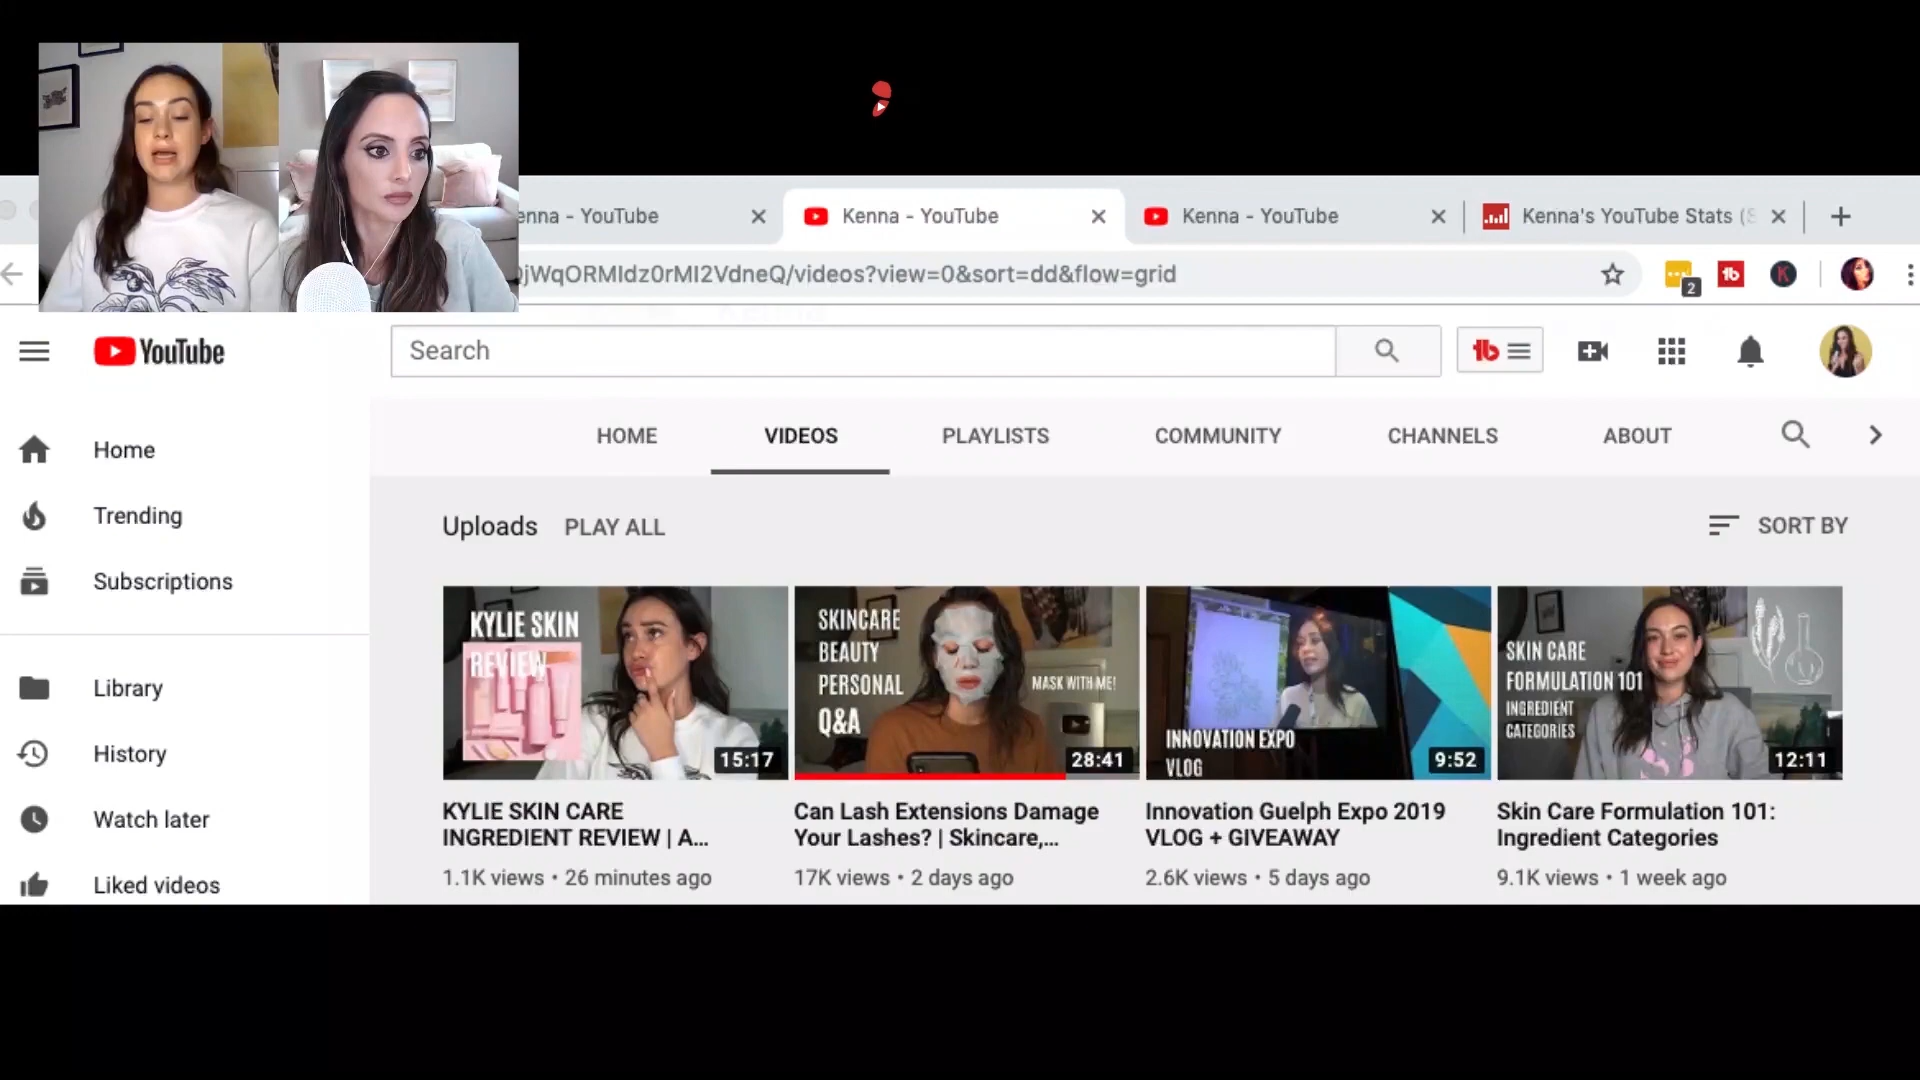 enna - YouTube
Kenna - YouTube
Kenna - YouTube
Kenna's YouTube Stats (S
jWqORMIdz0rMI2VdneQ/videos?view=0&sort=dd&flow=grid
2
tb
K
YouTube
Search
tb
HOME
VIDEOS
PLAYLISTS
COMMUNITY
CHANNELS
ABOUT
Home
Trending
Subscriptions
Library
History
Watch later
Liked videos
Uploads
PLAY ALL
SORT BY
KYLIE SKIN
REVIEW
15:17
SKINCARE
BEAUTY
PERSONAL
Q&A
MASK WITH ME!
28:41
INNOVATION EXPO
VLOG
9:52
SKIN CARE
FORMULATION 101
INGREDIENT
CATEGORIES
12:11
KYLIE SKIN CARE
INGREDIENT REVIEW | A...
1.1K views • 26 minutes ago
Can Lash Extensions Damage
Your Lashes? | Skincare,...
17K views • 2 days ago
Innovation Guelph Expo 2019
VLOG + GIVEAWAY
2.6K views • 5 days ago
Skin Care Formulation 101:
Ingredient Categories
9.1K views • 1 week ago